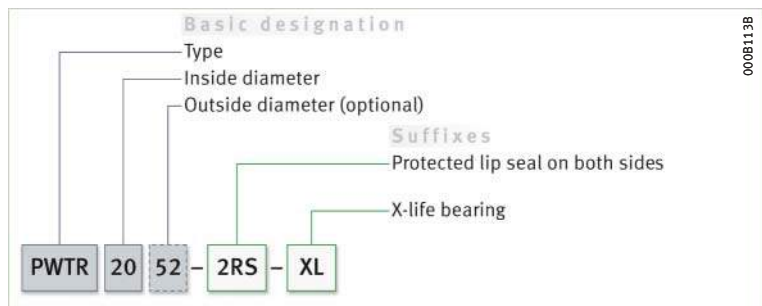 Basic designation
Type
Inside diameter
Outside diameter (optional)
Suffixes
Protected lip seal on both sides
X-life bearing
PWTR 20 52 – 2RS – XL
000B113B